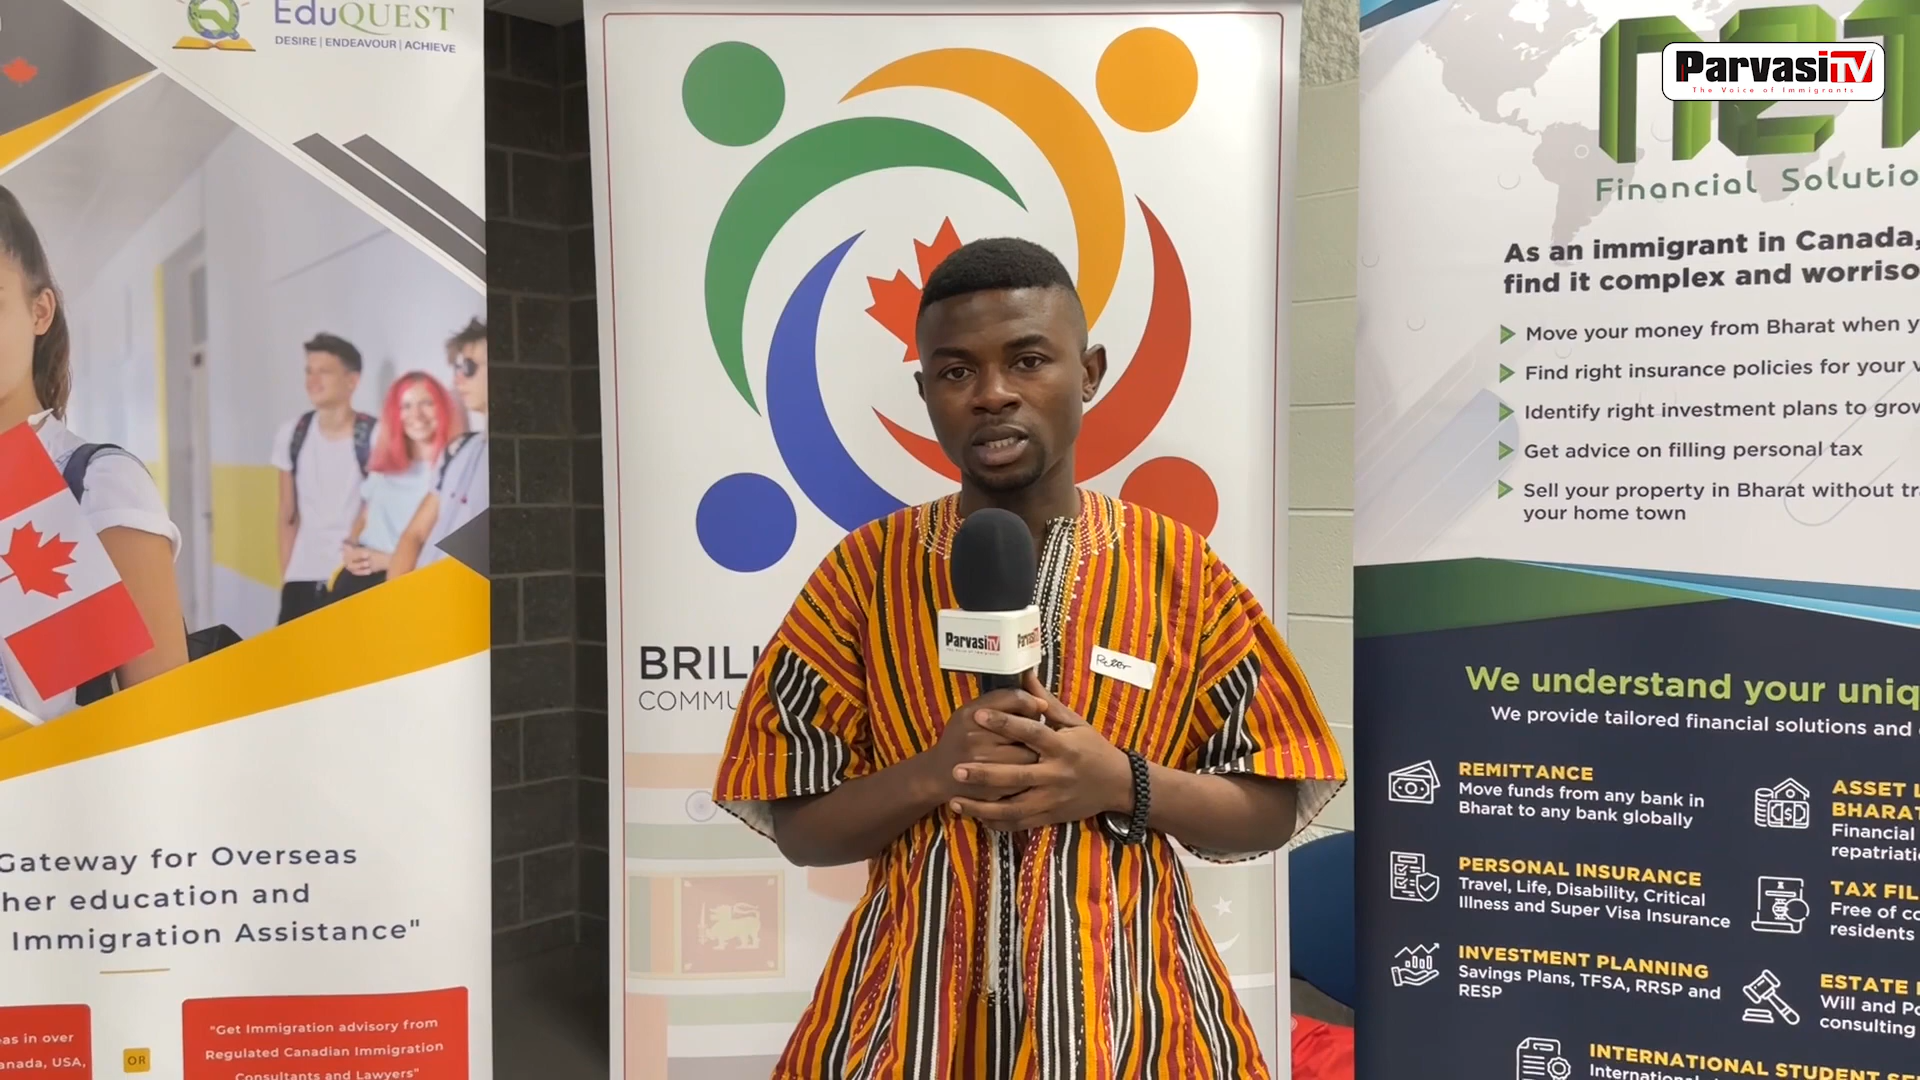 EduQUEST
DESIRE | ENDEAVOUR | ACHIEVE
Gateway for Overseas
her education and
Immigration Assistance"
as in over
anada, USA,
OR
"Get Immigration advisory from
Regulated Canadian Immigration
Consultants and Lawyers"
BRILL
COMMU
ParvasiTV
Peter
ParvasiTV
The Voice of Immigrants
net
Financial Solutio
As an immigrant in Canada,
find it complex and worriso
Move your money from Bharat when y
Find right insurance policies for your v
Identify right investment plans to grow
Get advice on filling personal tax
Sell your property in Bharat without tr
your home town
We understand your uniq
We provide tailored financial solutions and
REMITTANCE
Move funds from any bank in
Bharat to any bank globally
PERSONAL INSURANCE
Travel, Life, Disability, Critical
Illness and Super Visa Insurance
INVESTMENT PLANNING
Savings Plans, TFSA, RRSP and
RESP
ASSET L
BHARAT
Financial
repatriati
TAX FIL
Free of co
residents
ESTATE
Will and Po
consulting
INTERNATIONAL STUDENT SE
International